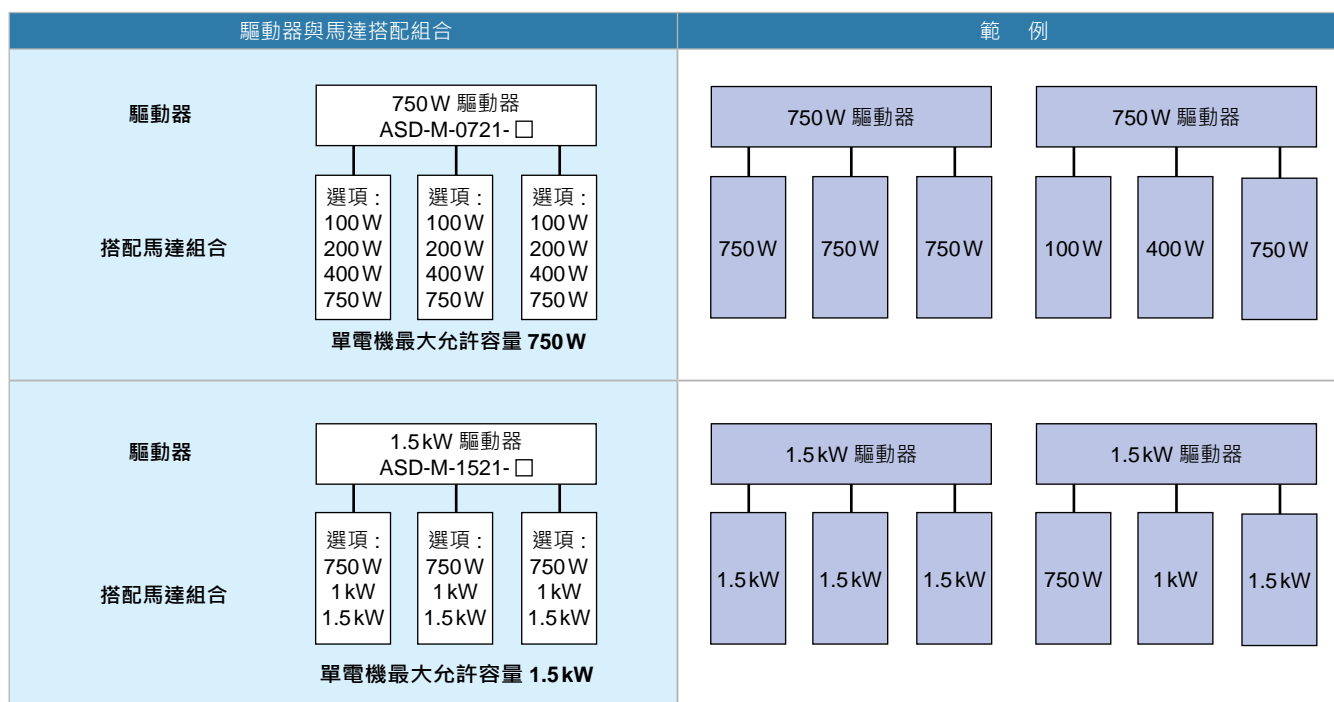 驅動器與馬達搭配組合
範 例
驅動器
750W 驅動器
ASD-M-0721-□
搭配馬達組合
選項：
100W
200W
400W
750W
選項：
100W
200W
400W
750W
選項：
100W
200W
400W
750W
單電機最大允許容量 750W
750W 驅動器
750W
750W
750W
750W 驅動器
100W
400W
750W
驅動器
1.5kW 驅動器
ASD-M-1521-□
搭配馬達組合
選項：
750W
1kW
1.5kW
選項：
750W
1kW
1.5kW
選項：
750W
1kW
1.5kW
單電機最大允許容量 1.5kW
1.5kW 驅動器
1.5kW
1.5kW
1.5kW
1.5kW 驅動器
750W
1kW
1.5kW